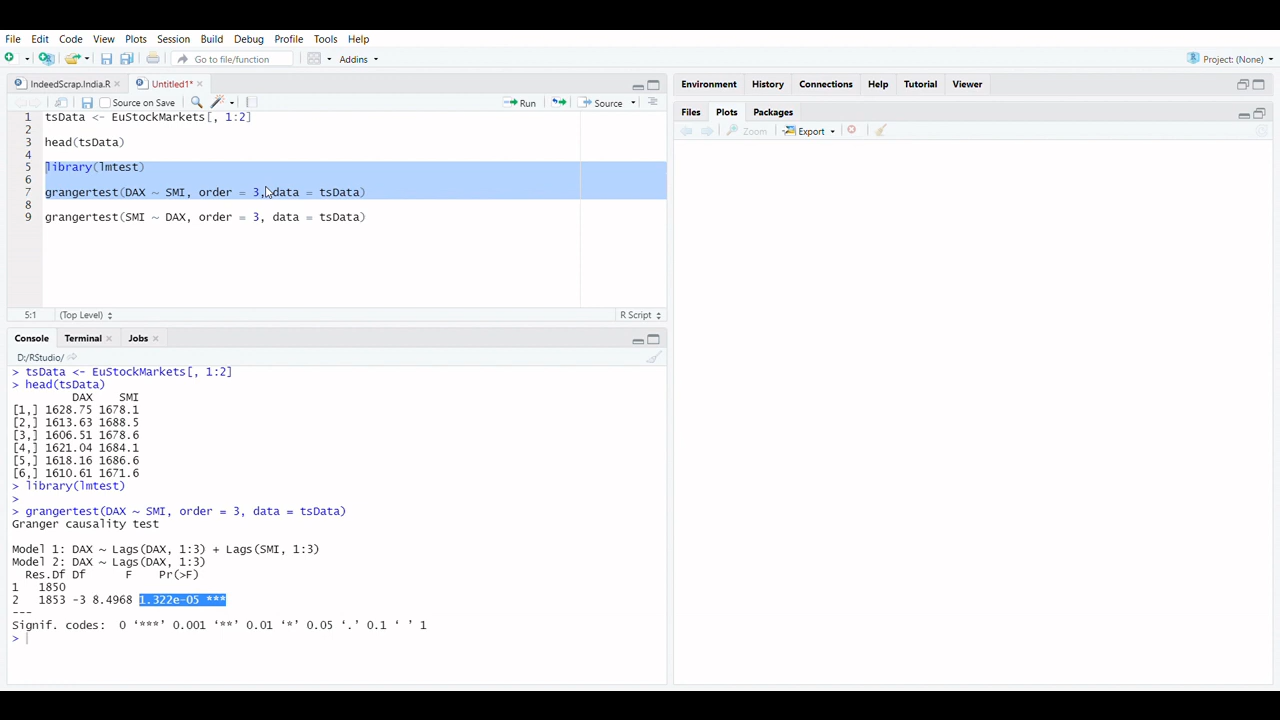 File Edit Code View Plots Session Build Debug Profile Tools Help
Go to file/function Addins Project: (None)
IndeedScrap.India.R Untitled1*
Source on Save Run Source
1 tsData <- EuStockMarkets[, 1:2]
2
3 head(tsData)
4
5 library(lmtest)
6
7 grangertest(DAX ~ SMI, order = 3, data = tsData)
8
9 grangertest(SMI ~ DAX, order = 3, data = tsData)
5:1 (Top Level) R Script
Console Terminal Jobs
D:/RStudio/
> tsData <- EuStockMarkets[, 1:2]
> head(tsData)
DAX SMI
[1,] 1628.75 1678.1
[2,] 1613.63 1688.5
[3,] 1606.51 1678.6
[4,] 1621.04 1684.1
[5,] 1618.16 1686.6
[6,] 1610.61 1671.6
> library(lmtest)
>
> grangertest(DAX ~ SMI, order = 3, data = tsData)
Granger causality test
Model 1: DAX ~ Lags(DAX, 1:3) + Lags(SMI, 1:3)
Model 2: DAX ~ Lags(DAX, 1:3)
Res.Df Df F Pr(>F)
1 1850
2 1853 -3 8.4968 1.322e-05 ***
---
Signif. codes: 0 ‘***’ 0.001 ‘**’ 0.01 ‘*’ 0.05 ‘.’ 0.1 ‘ ’ 1
>
Environment History Connections Help Tutorial Viewer
Files Plots Packages
Zoom Export